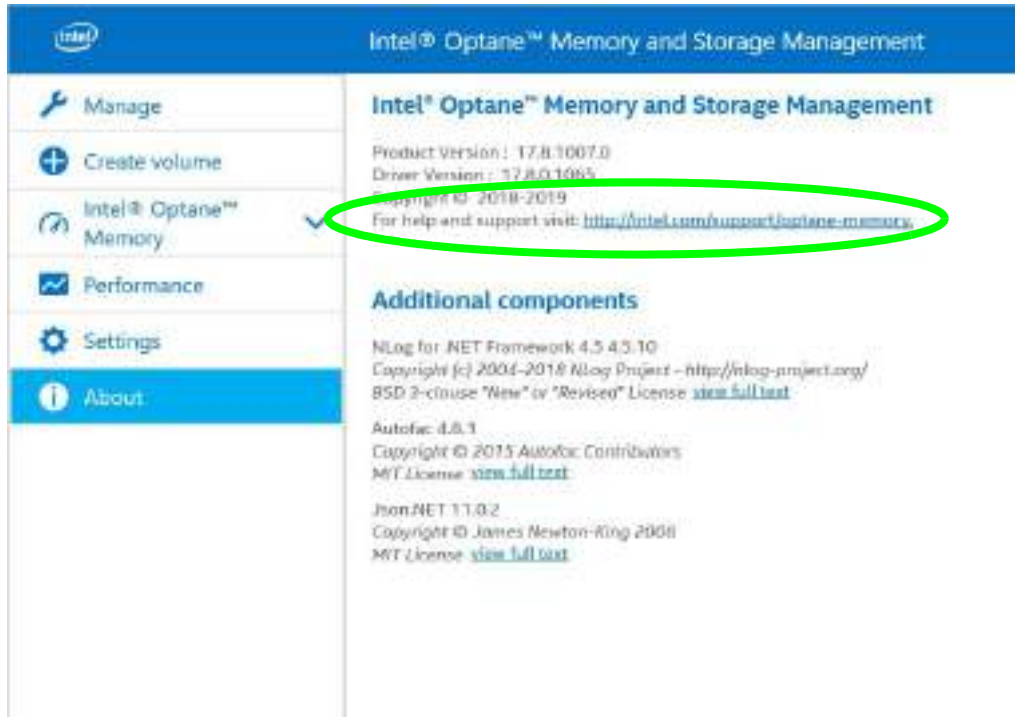 intel
Intel® Optane™ Memory and Storage Management
Manage
Create volume
Intel® Optane™
Memory
Performance
Settings
About
Intel® Optane™ Memory and Storage Management
Product Version : 17.8.1007.0
Driver Version : 17.8.0.1065
Copyright © 2018-2019
For help and support visit: http://intel.com/support/optane-memory.
Additional components
NLog for .NET Framework 4.5 4.5.10
Copyright (c) 2004-2018 NLog Project - http://nlog-project.org/
BSD 3-clause "New" or "Revised" License view full text
Autofac 4.8.1
Copyright © 2015 Autofac Contributors
MIT License view full text
Json.NET 11.0.2
Copyright © James Newton-King 2008
MIT License view full text